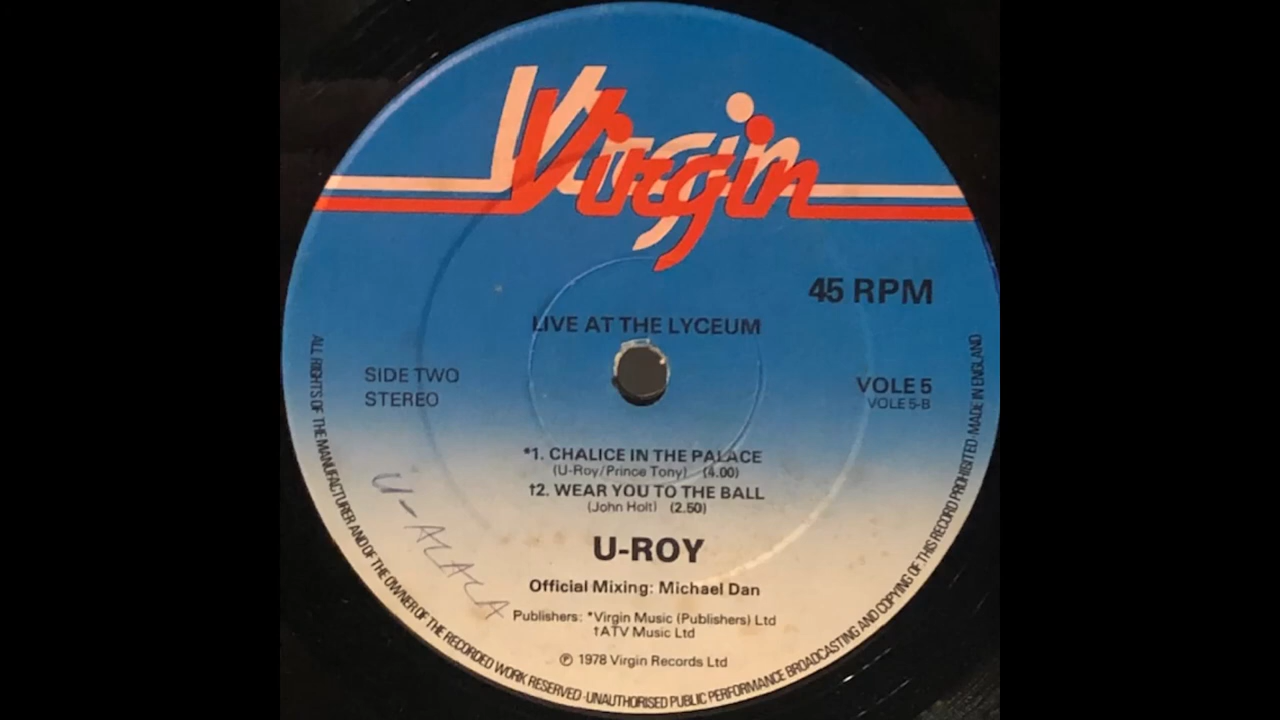 Virgin
45 RPM
LIVE AT THE LYCEUM
SIDE TWO
STEREO
VOLE 5
VOLE 5-B
*1. CHALICE IN THE PALACE
(U-Roy/Prince Tony) (4.00)
†2. WEAR YOU TO THE BALL
(John Holt) (2.50)
U-ROY
Official Mixing: Michael Dan
Publishers: *Virgin Music (Publishers) Ltd
†ATV Music Ltd
℗ 1978 Virgin Records Ltd
ALL RIGHTS OF THE MANUFACTURER AND OF THE OWNER OF THE RECORDED WORK RESERVED · UNAUTHORISED PUBLIC PERFORMANCE BROADCASTING AND COPYING OF THIS RECORD PROHIBITED · MADE IN ENGLAND
U-ALALA